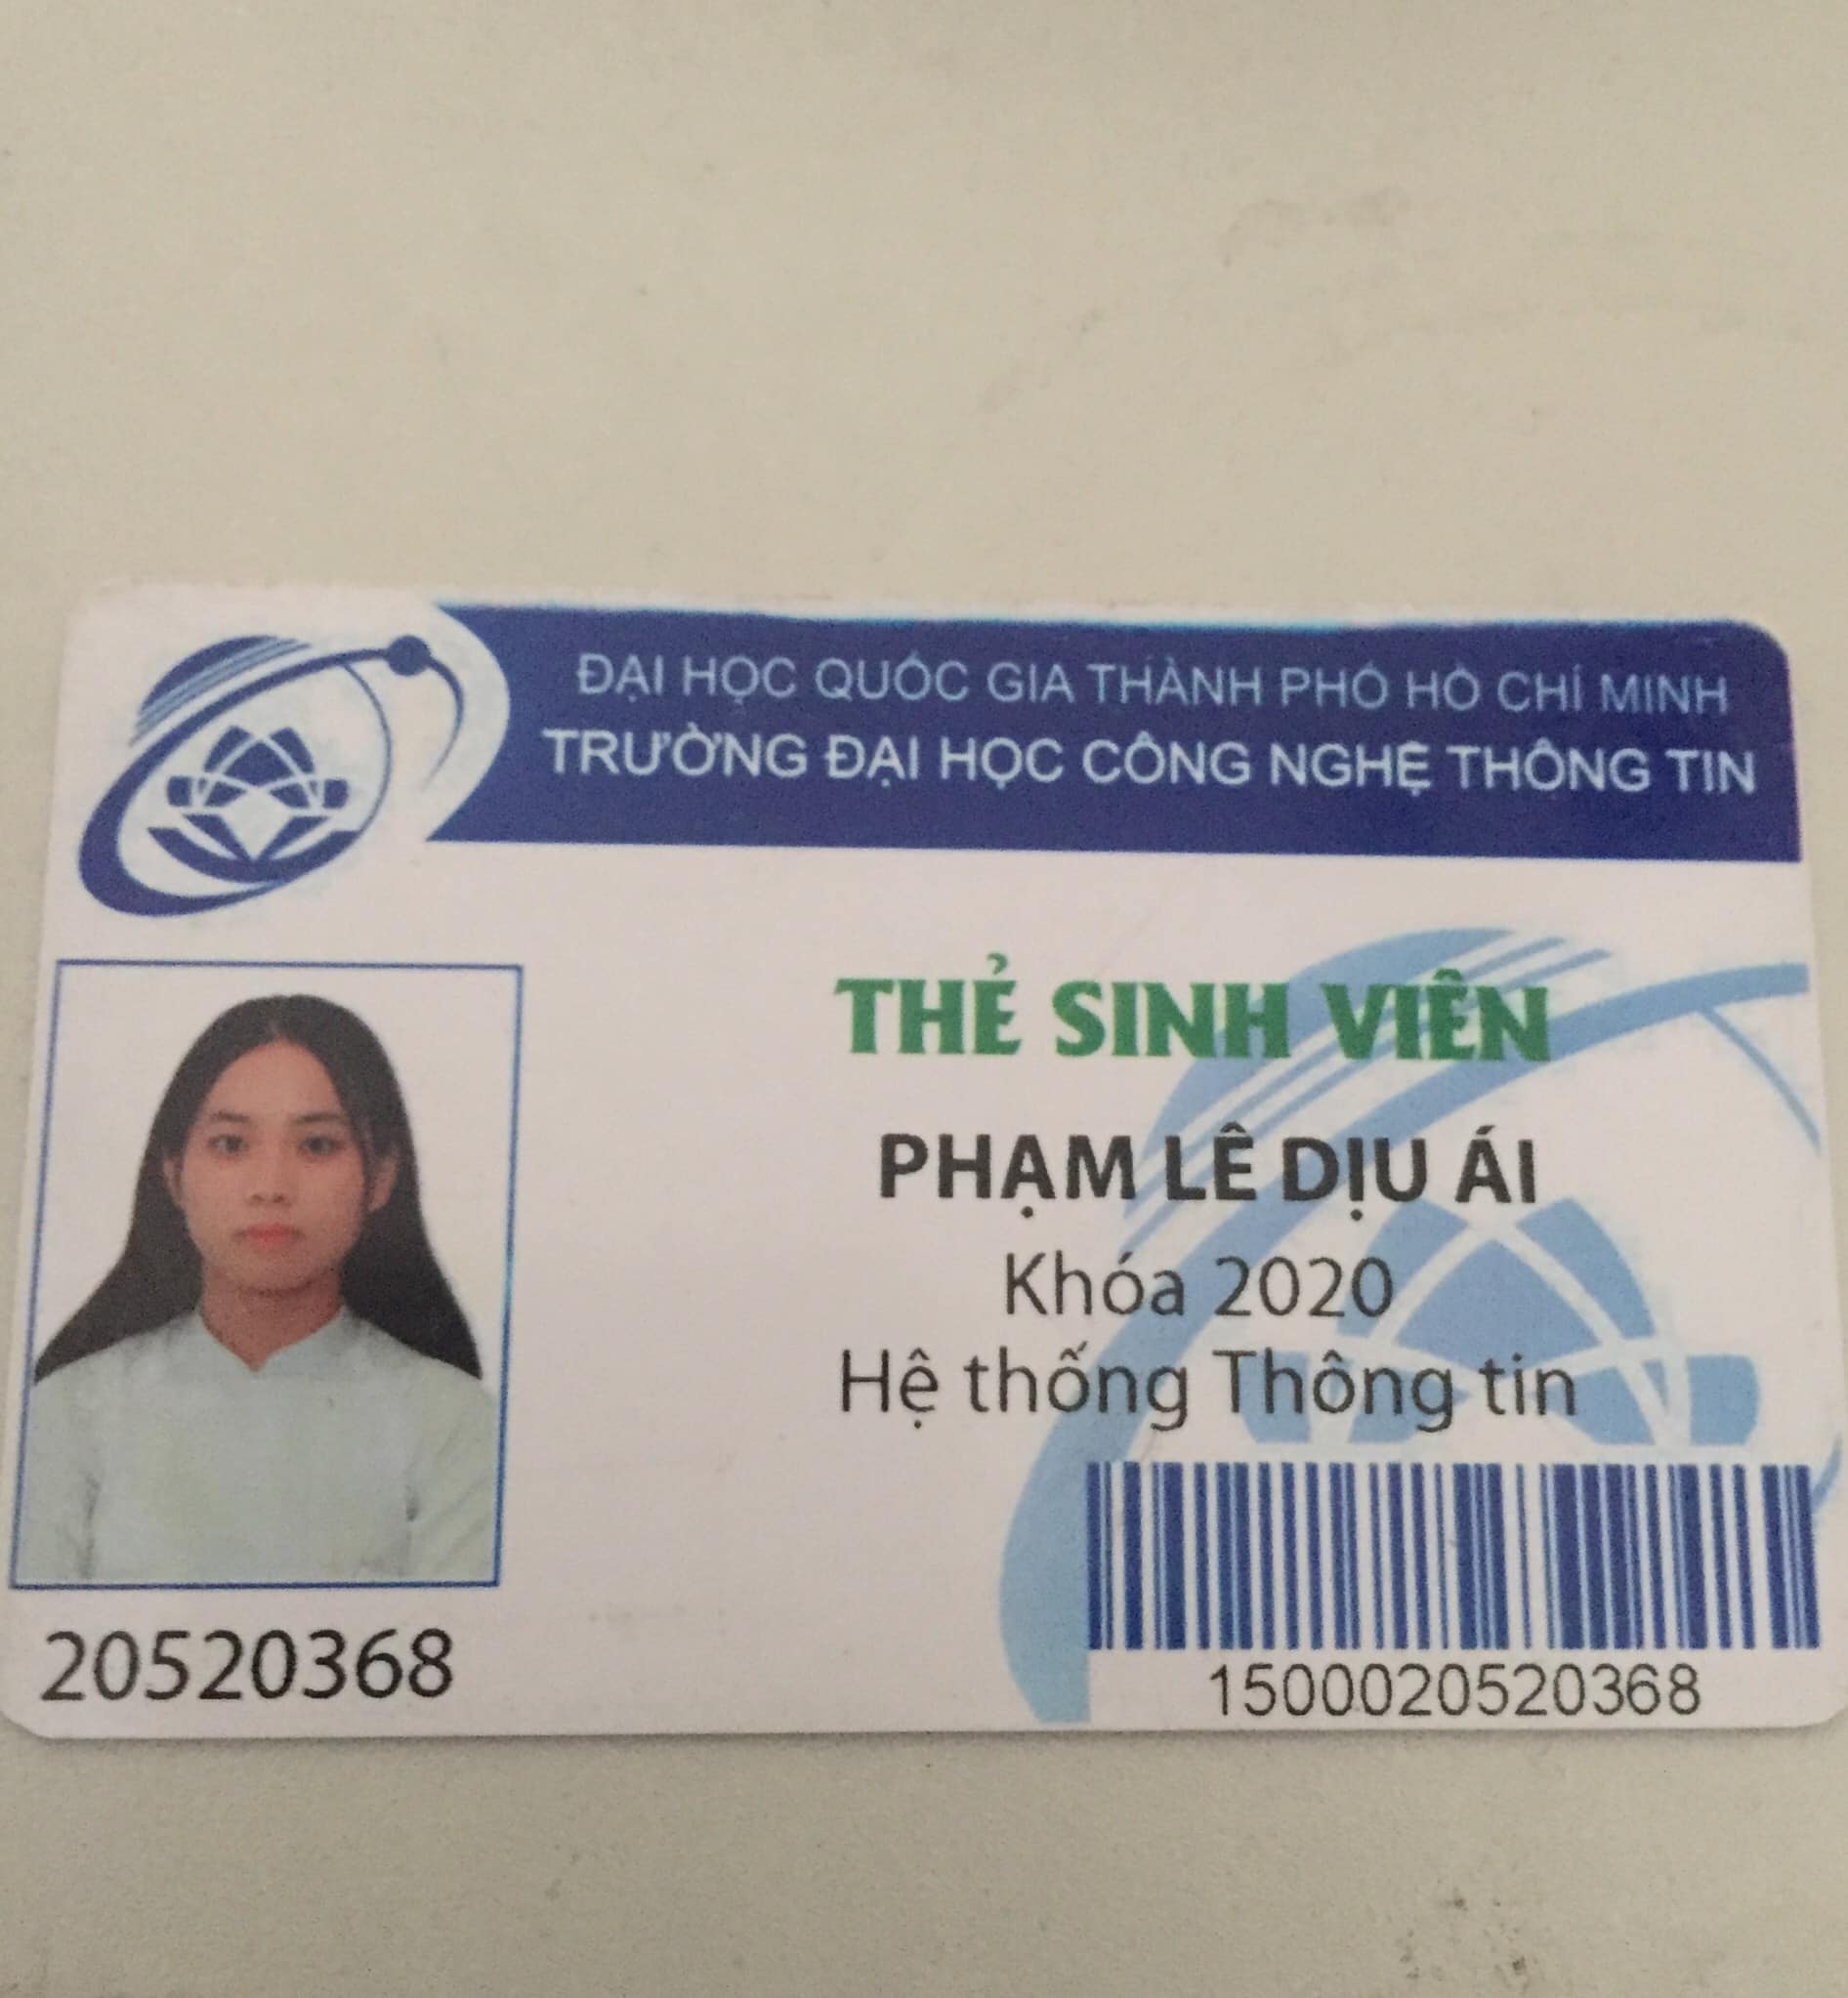 ĐẠI HỌC QUỐC GIA THÀNH PHỐ HỒ CHÍ MINH
TRƯỜNG ĐẠI HỌC CÔNG NGHỆ THÔNG TIN
THẺ SINH VIÊN
PHẠM LÊ DỊU ÁI
Khóa 2020
Hệ thống Thông tin
20520368
1500020520368